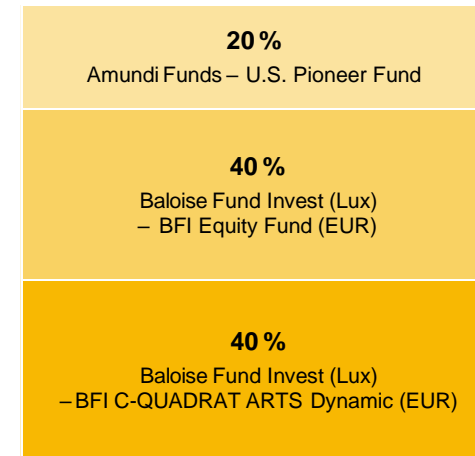 20 %
Amundi Funds – U.S. Pioneer Fund
40 %
Baloise Fund Invest (Lux)
– BFI Equity Fund (EUR)
40 %
Baloise Fund Invest (Lux)
– BFI C-QUADRAT ARTS Dynamic (EUR)